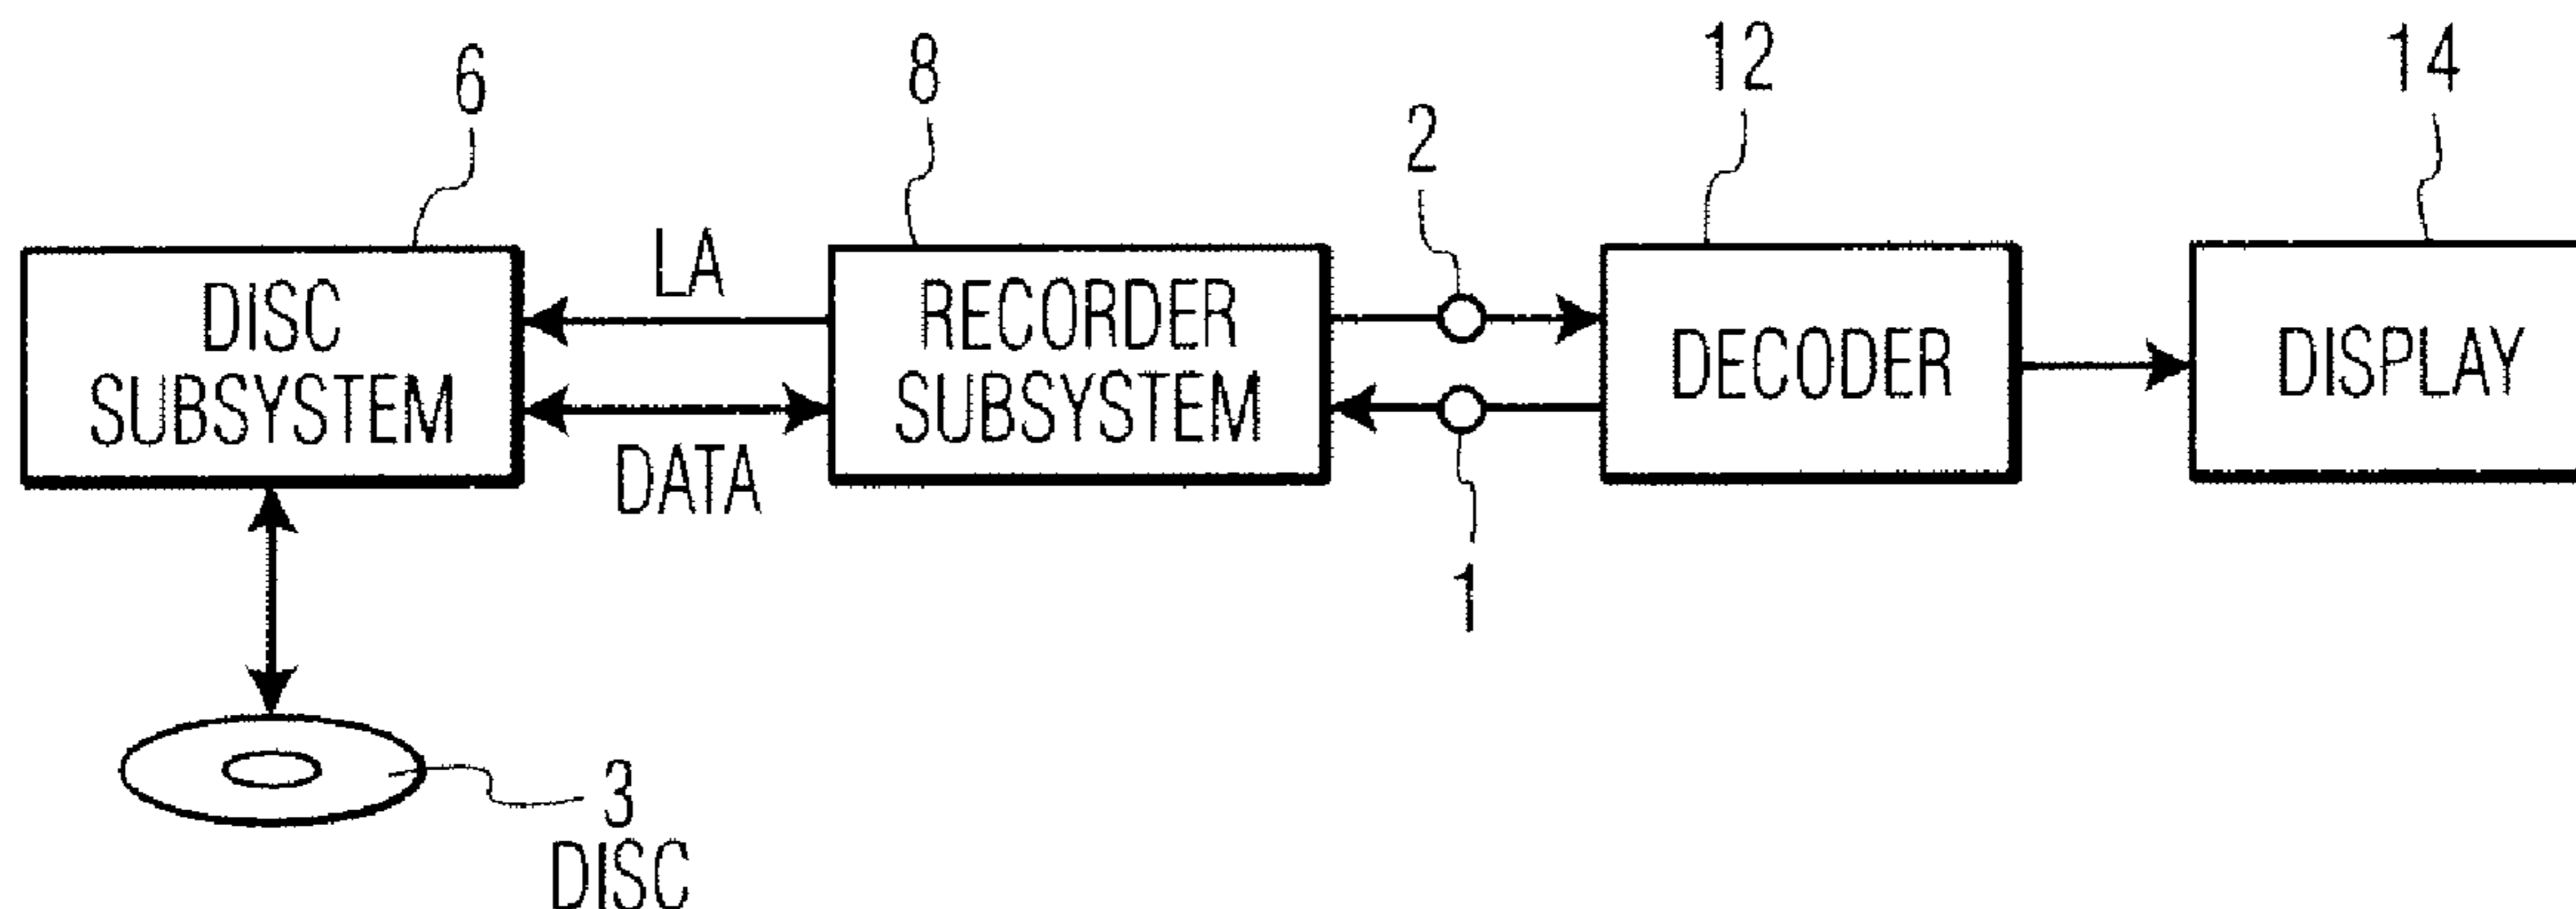 6
8
12
14
2
LA
DISC
SUBSYSTEM
RECORDER
SUBSYSTEM
DECODER
DISPLAY
DATA
1
3
DISC